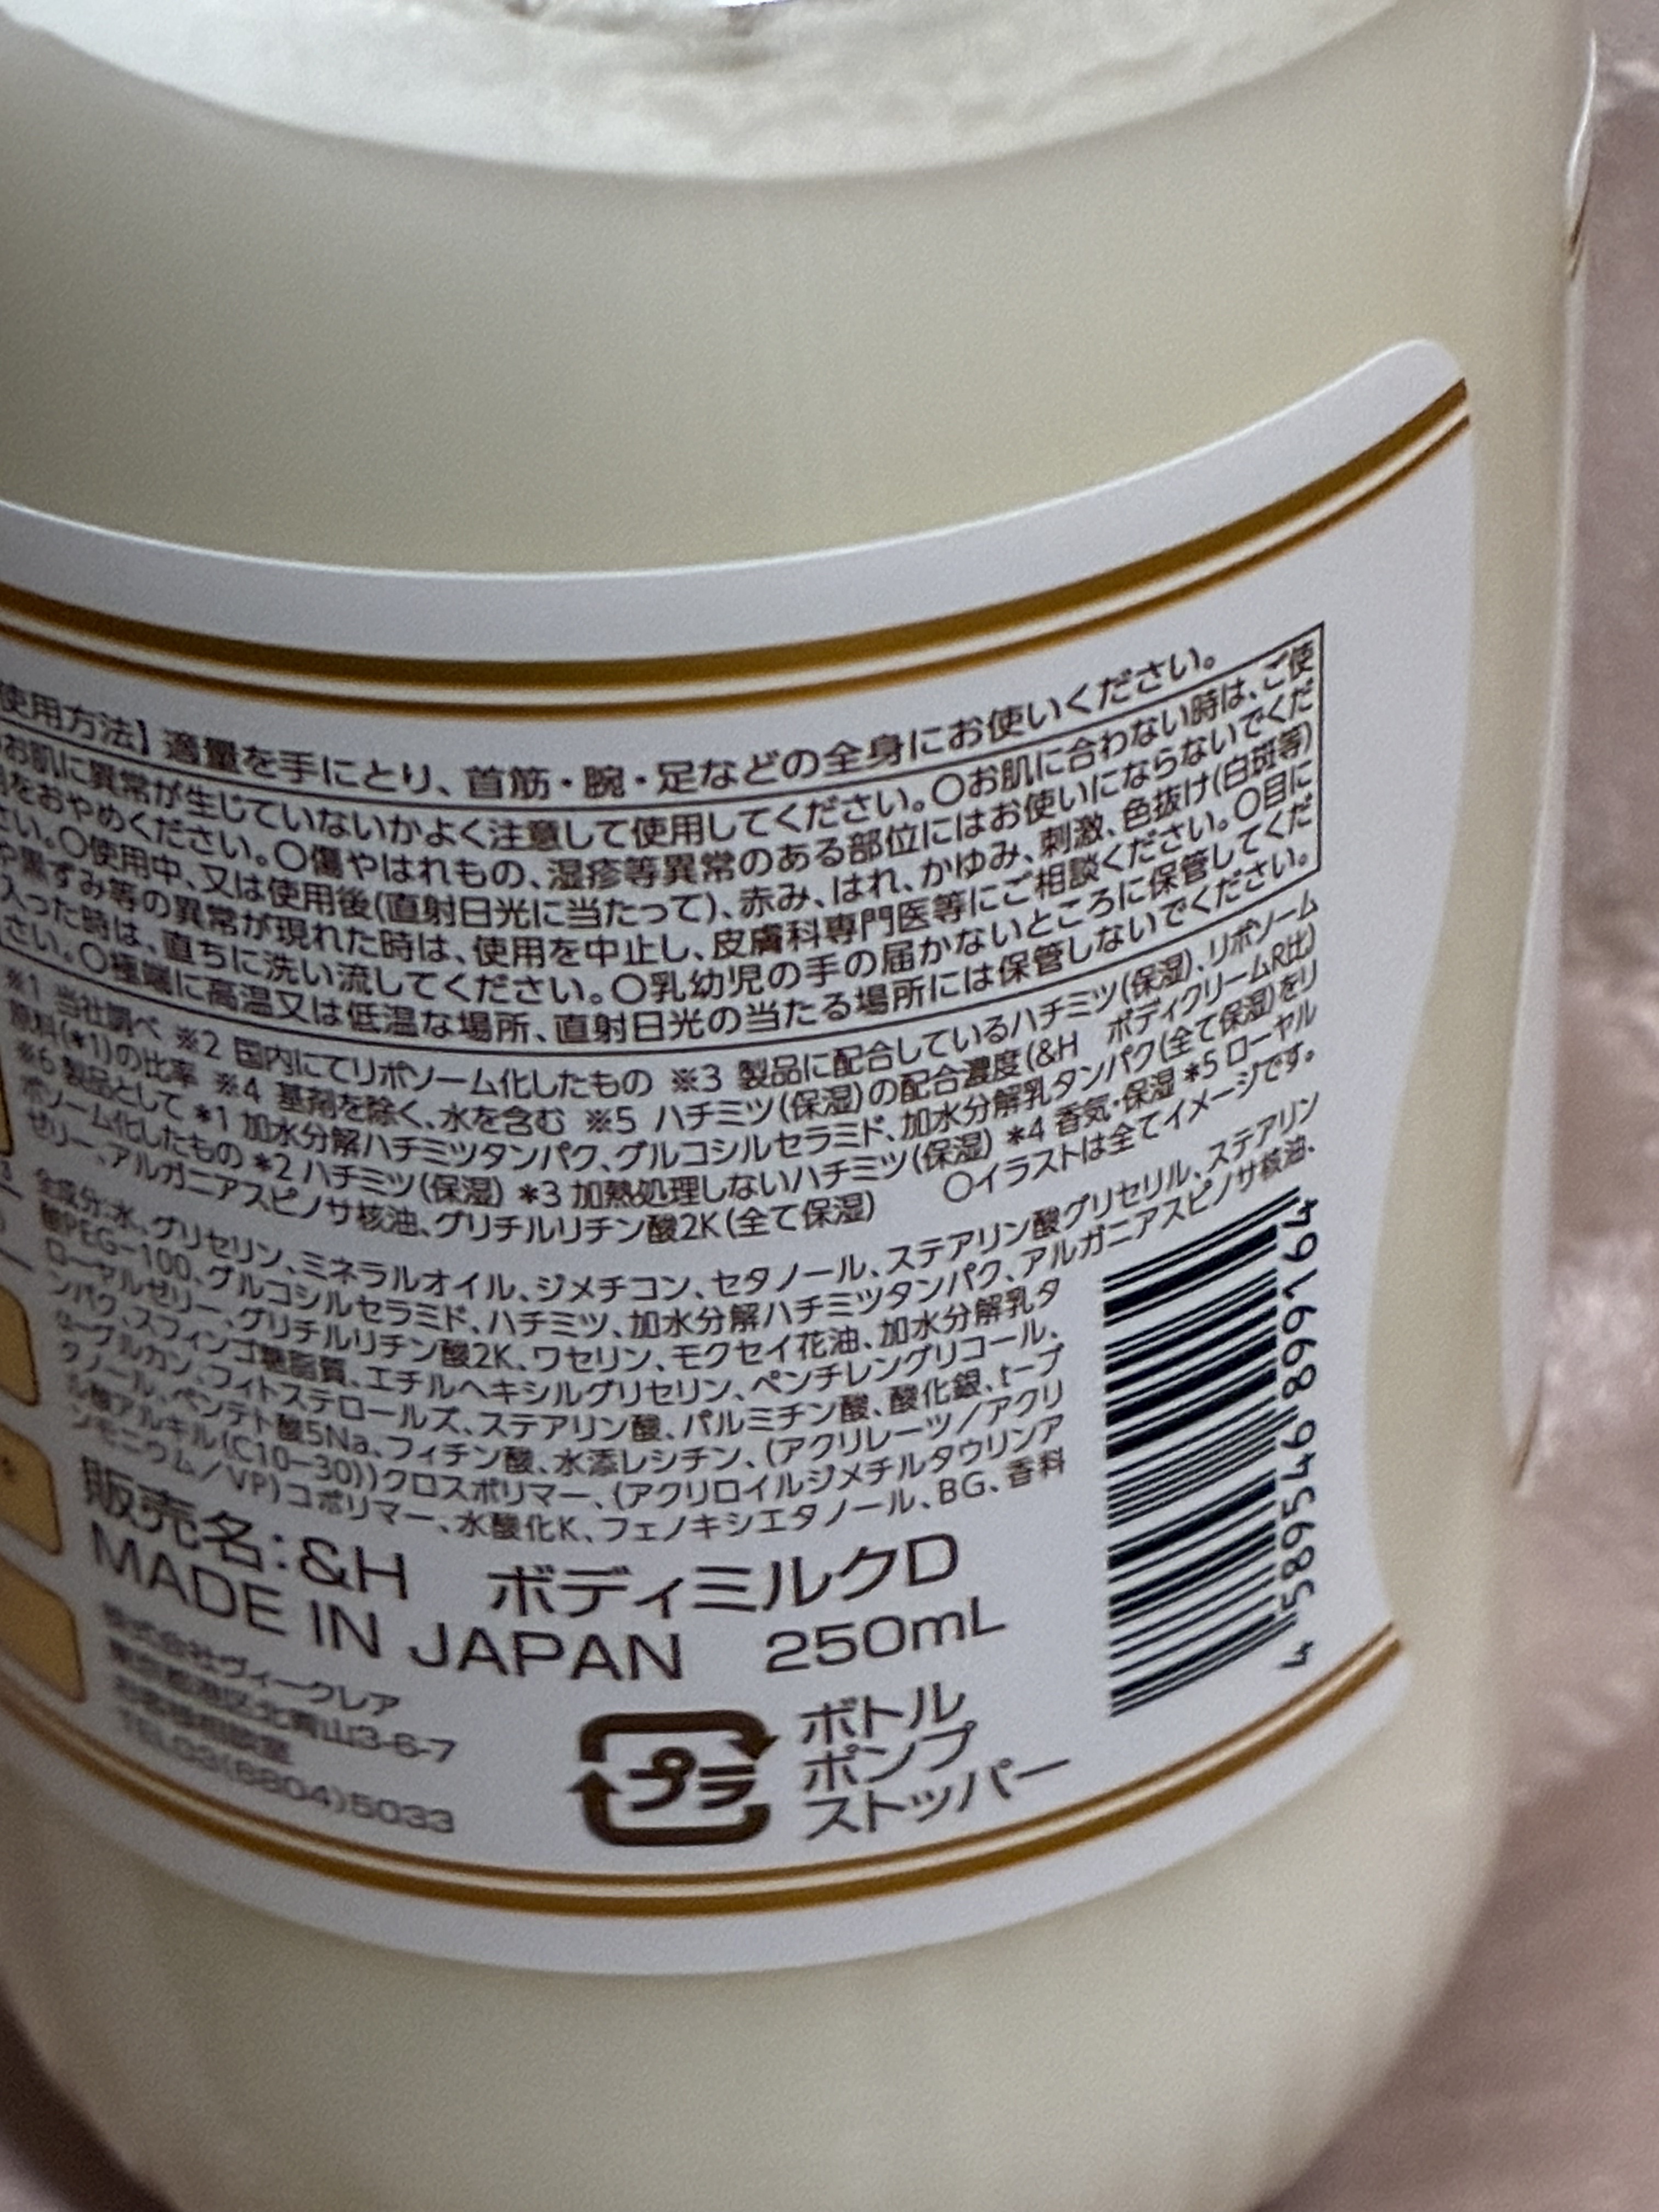 使用方法】適量を手にとり、首筋・腕・足などの全身にお使いください。
お肌に異常が生じていないかよく注意して使用してください。〇お肌に合わない時は、ご使
をおやめください。〇傷やはれもの、湿疹等異常のある部位にはお使いにならないでくだ
さい。〇使用中、又は使用後(直射日光に当たって)、赤み、はれ、かゆみ、刺激、色抜け(白斑等)
や黒ずみ等の異常が現れた時は、使用を中止し、皮膚科専門医等にご相談ください。〇目に
入った時は、直ちに洗い流してください。〇乳幼児の手の届かないところに保管してくだ
さい。〇極端に高温又は低温な場所、直射日光の当たる場所には保管しないでください。
※1 当社調べ ※2 国内にてリポソーム化したもの ※3 製品に配合しているハチミツ(保湿)、リポソーム
原料(*1)の比率 ※4 基剤を除く、水を含む ※5 ハチミツ(保湿)の配合濃度(&H ボディクリームR比)
※6 製品として *1 加水分解ハチミツタンパク、グルコシルセラミド、加水分解乳タンパク(全て保湿)をリ
ポソーム化したもの *2 ハチミツ(保湿) *3 加熱処理しないハチミツ(保湿) *4 香気・保湿 *5 ローヤル
ゼリー、アルガニアスピノサ核油、グリチルリチン酸2K(全て保湿) 〇イラストは全てイメージです。
全成分:水、グリセリン、ミネラルオイル、ジメチコン、セタノール、ステアリン酸グリセリル、ステアリン
酸PEG-100、グルコシルセラミド、ハチミツ、加水分解ハチミツタンパク、アルガニアスピノサ核油、
ローヤルゼリー、グリチルリチン酸2K、ワセリン、モクセイ花油、加水分解乳タ
ンパク、スフィンゴ糖脂質、エチルヘキシルグリセリン、ペンチレングリコール、
β-グルカン、フィトステロールズ、ステアリン酸、パルミチン酸、酸化銀、t-ブ
タノール、ペンテト酸5Na、フィチン酸、水添レシチン、(アクリレーツ/アクリ
ル酸アルキル(C10-30))クロスポリマー、(アクリロイルジメチルタウリンア
ンモニウム/VP)コポリマー、水酸化K、フェノキシエタノール、BG、香料
販売名:&H ボディミルクD
MADE IN JAPAN 250mL
株式会社ヴィークレア
東京都港区北青山3-6-7
お客様相談室
TEL03(6804)5033
プラ
ボトル
ポンプ
ストッパー
4 589546 899194